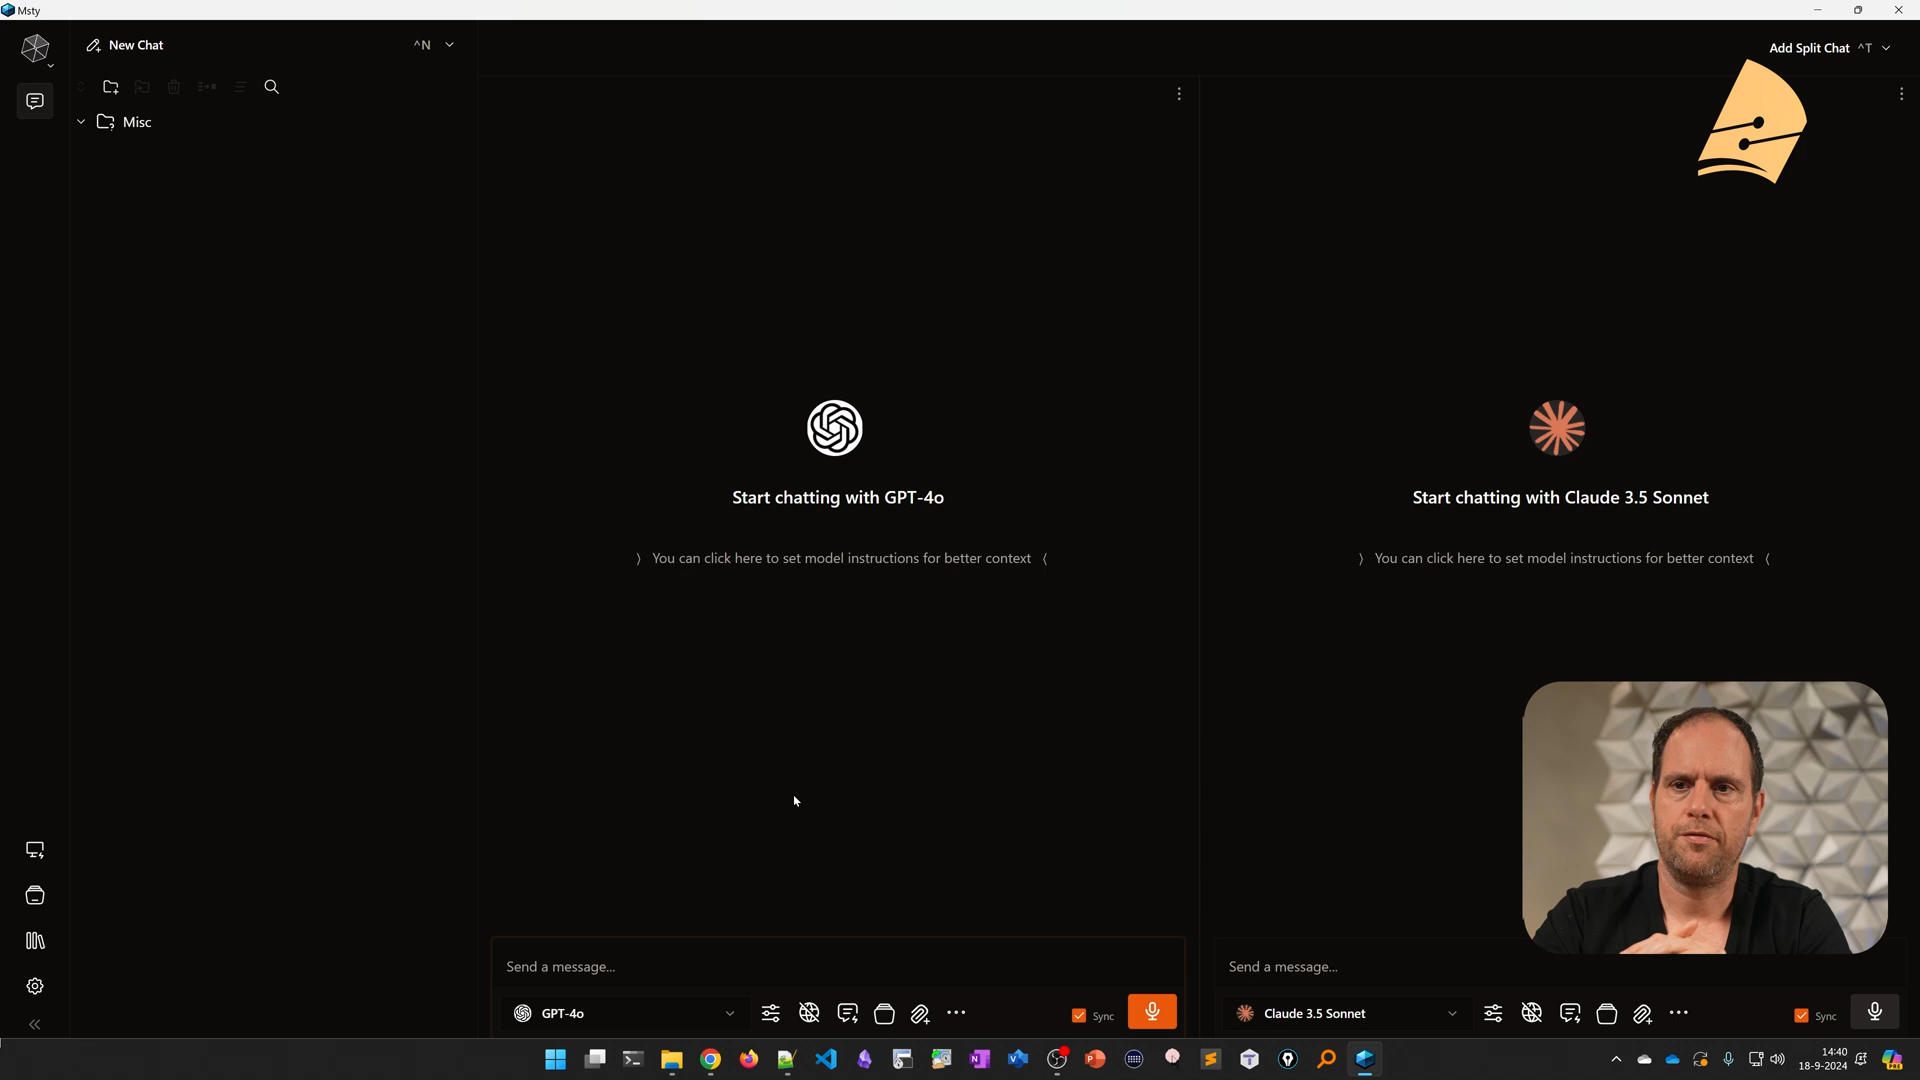 Msty
New Chat
^N
Add Split Chat ^T
Misc
Start chatting with GPT-4o
Start chatting with Claude 3.5 Sonnet
You can click here to set model instructions for better context
You can click here to set model instructions for better context
Send a message...
Send a message...
GPT-4o
Sync
Claude 3.5 Sonnet
Sync
14:40
18-9-2024
PRE